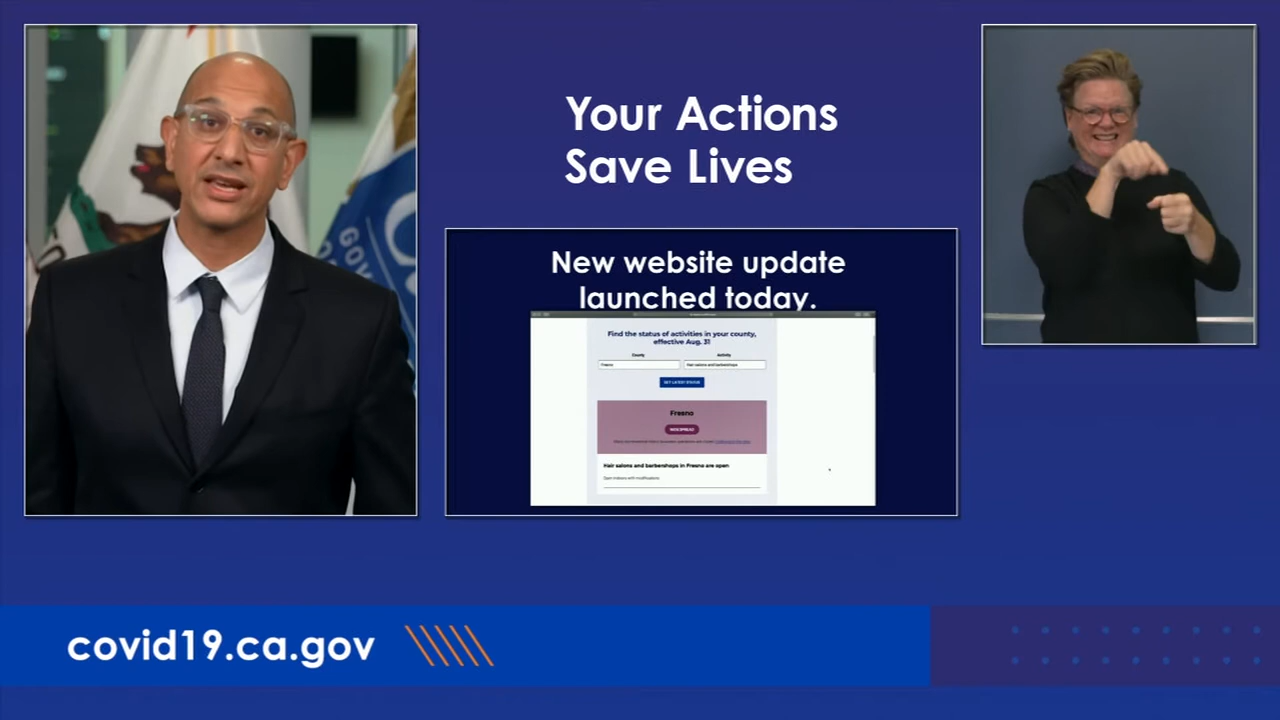 Your Actions
Save Lives
New website update
launched today.
Find the status of activities in your county,
effective Aug. 31
County
Activity
Fresno
Hair salons and barbershops
GET LATEST STATUS
Fresno
WIDESPREAD
Hair salons and barbershops in Fresno are open
Open indoors with modifications
GOV
covid19.ca.gov